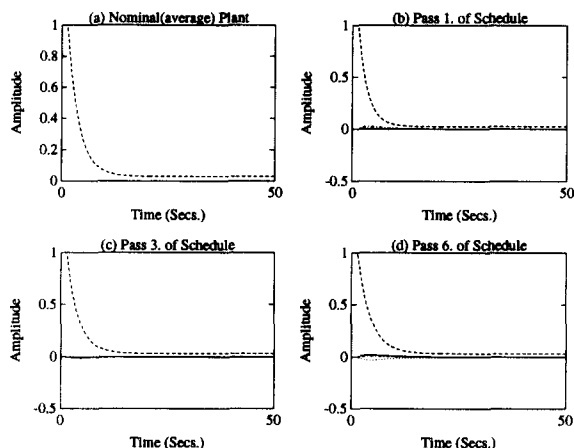 (a) Nominal(average) Plant
1
0.8
0.6
0.4
0.2
0
Amplitude
0
50
Time (Secs.)
(b) Pass 1. of Schedule
1
0.5
0
-0.5
Amplitude
0
50
Time (Secs.)
(c) Pass 3. of Schedule
1
0.5
0
-0.5
Amplitude
0
50
Time (Secs.)
(d) Pass 6. of Schedule
1
0.5
0
-0.5
Amplitude
0
50
Time (Secs.)